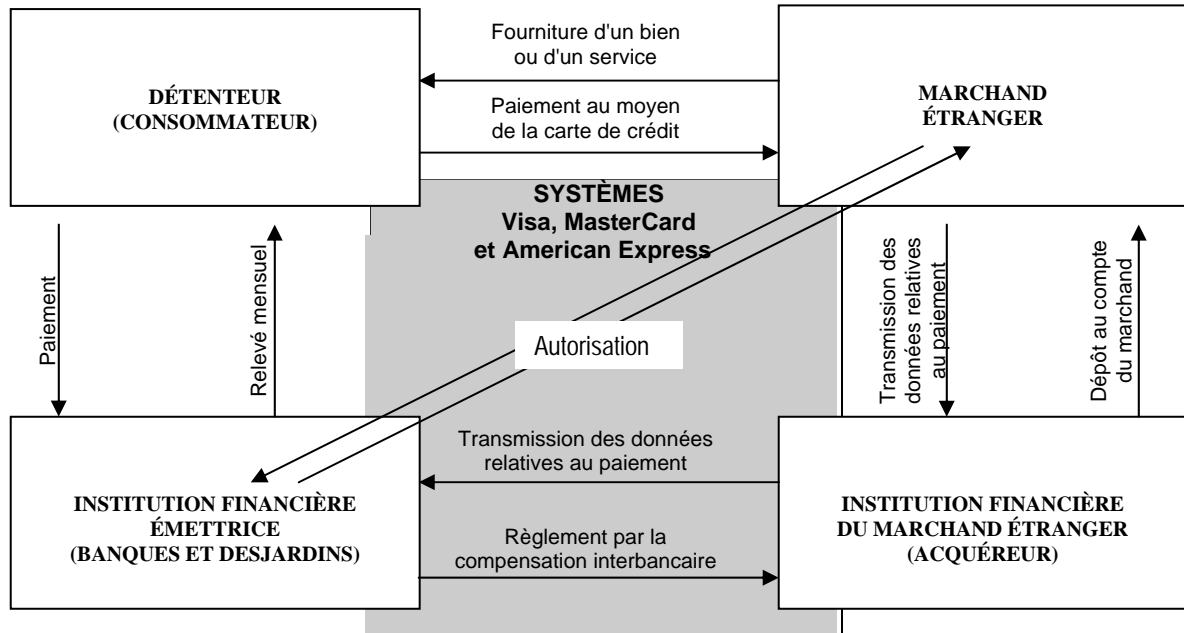 Fourniture d'un bien
ou d'un service
DÉTENTEUR
(CONSOMMATEUR)
MARCHAND
ÉTRANGER
Paiement au moyen
de la carte de crédit
SYSTÈMES
Visa, MasterCard
et American Express
Paiement
Relevé mensuel
Autorisation
Transmission des
données relatives
au paiement
Dépôt au compte
du marchand
Transmission des données
relatives au paiement
INSTITUTION FINANCIÈRE
ÉMETTRICE
(BANQUES ET DESJARDINS)
Règlement par la
compensation interbancaire
INSTITUTION FINANCIÈRE
DU MARCHAND ÉTRANGER
(ACQUÉREUR)